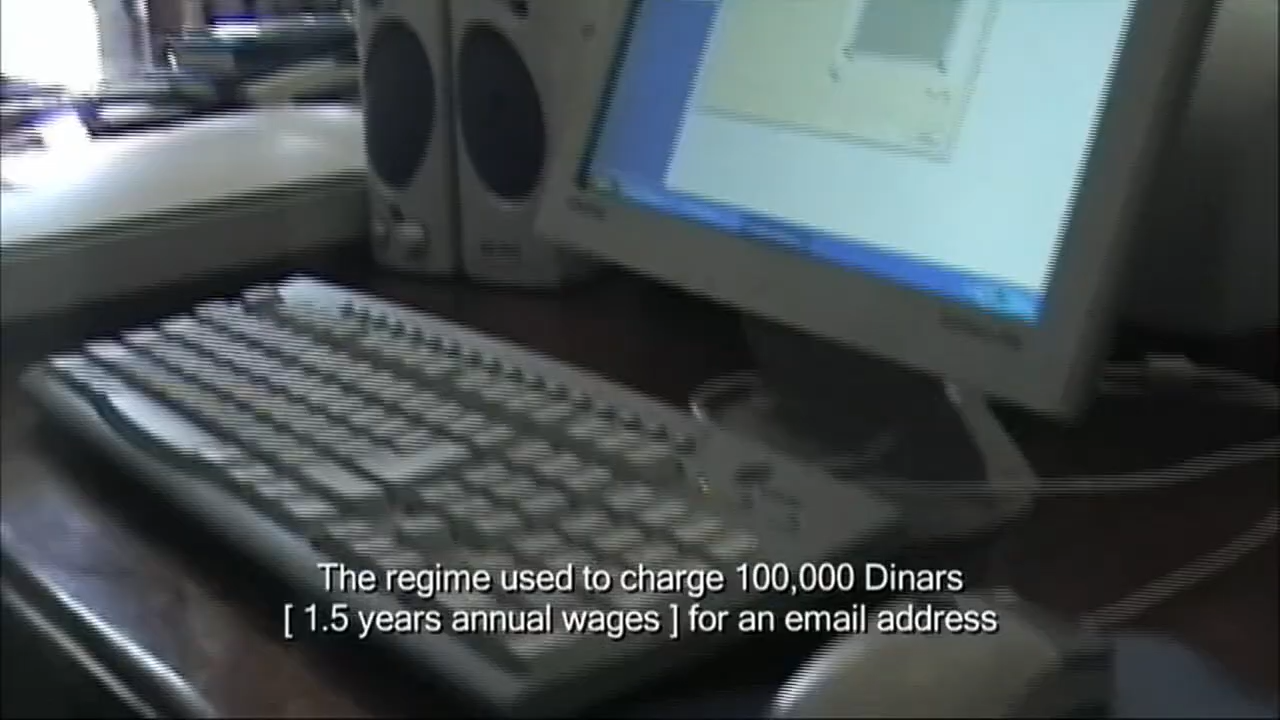 The regime used to charge 100,000 Dinars
[ 1.5 years annual wages ] for an email address